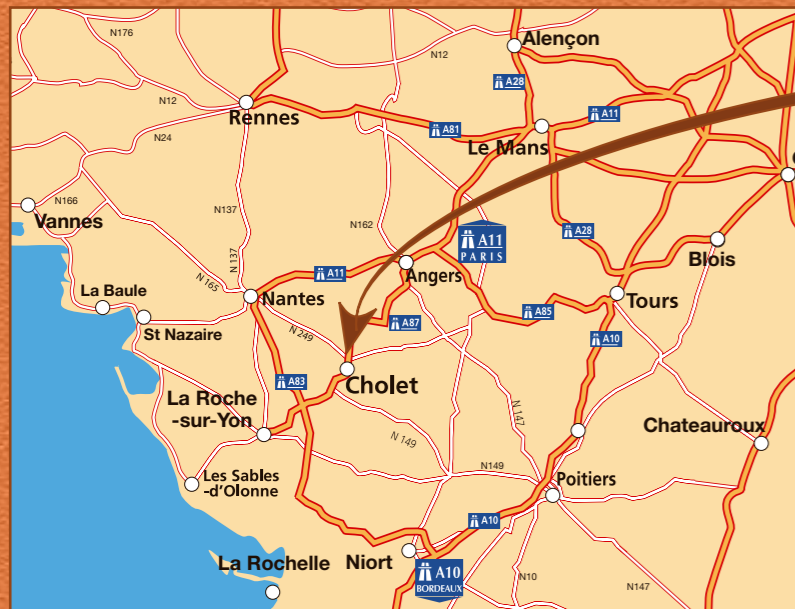 N176
N12
Alençon
A28
N12
Rennes
A81
A11
Le Mans
N24
N166
Vannes
N137
N162
A11
PARIS
A28
N 137
Blois
A11
Angers
N 165
La Baule
Nantes
Tours
St Nazaire
N 249
A87
A85
A10
Cholet
A83
La Roche
-sur-Yon
N 149
N 147
Chateauroux
N149
Les Sables
-d'Olonne
Poitiers
A10
La Rochelle
Niort
A10
BORDEAUX
N10
N147